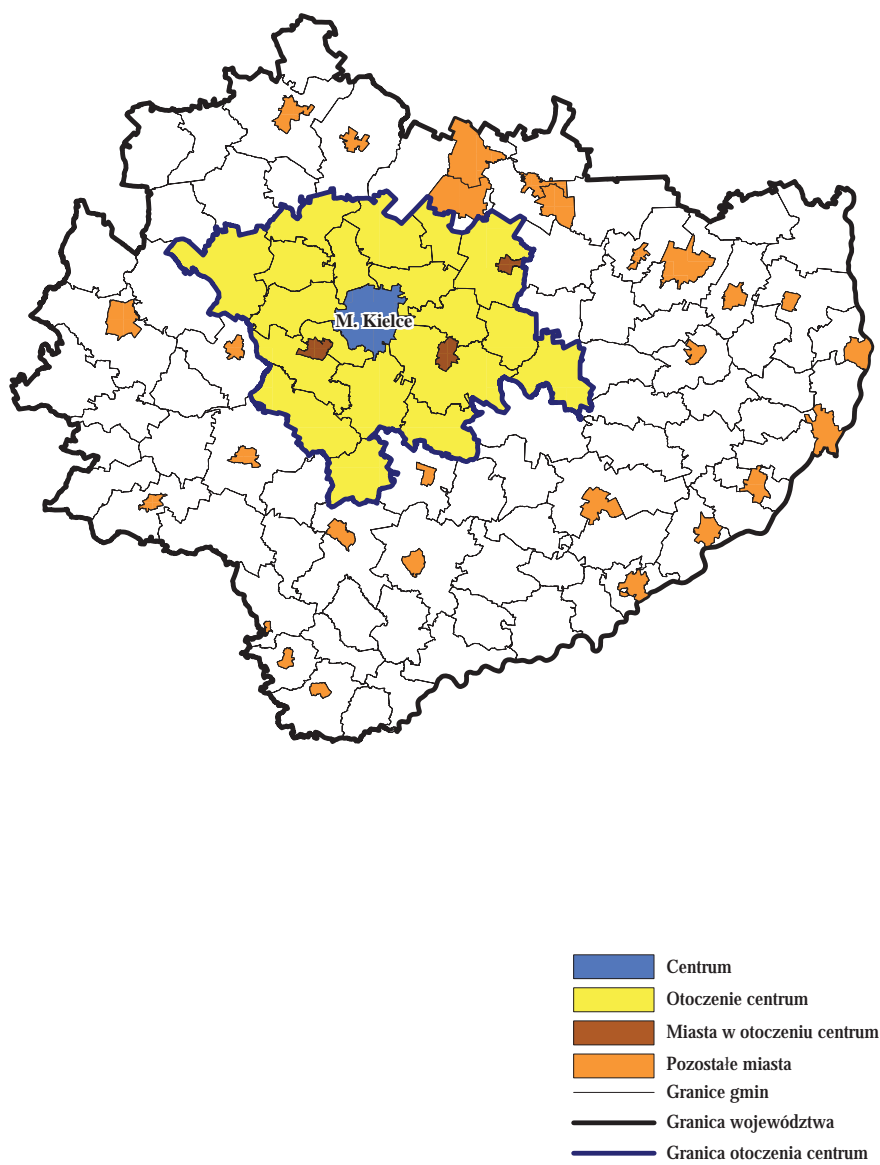 M. Kielce
Centrum
Otoczenie centrum
Miasta w otoczeniu centrum
Pozostałe miasta
Granice gmin
Granica województwa
Granica otoczenia centrum